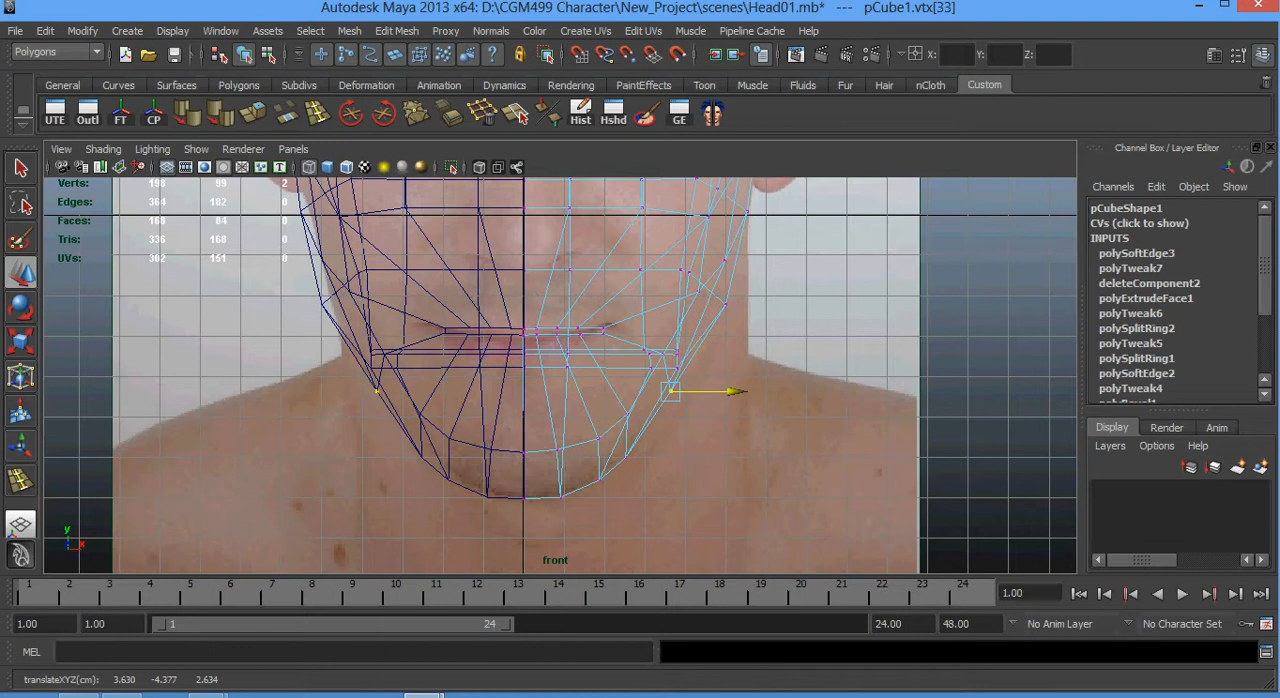 Autodesk Maya 2013 x64: D:\CGM499 Character\New_Project\scenes\Head01.mb* --- pCube1.vtx[33]
File Edit Modify Create Display Window Assets Select Mesh Edit Mesh Proxy Normals Color Create UVs Edit UVs Muscle Pipeline Cache Help
Polygons X: Y: Z:
General Curves Surfaces Polygons Subdivs Deformation Animation Dynamics Rendering PaintEffects Toon Muscle Fluids Fur Hair nCloth Custom
UTE Outl FT CP Hist Hshd GE
View Shading Lighting Show Renderer Panels
Channel Box / Layer Editor
Channels Edit Object Show
Verts: 198 99 2
Edges: 364 182 0
Faces: 168 84 0
Tris: 336 168 0
UVs: 302 151 0
pCubeShape1
CVs (click to show)
INPUTS
polySoftEdge3
polyTweak7
deleteComponent2
polyExtrudeFace1
polyTweak6
polySplitRing2
polyTweak5
polySplitRing1
polySoftEdge2
polyTweak4
Display Render Anim
Layers Options Help
y
front
1 2 3 4 5 6 7 8 9 10 11 12 13 14 15 16 17 18 19 20 21 22 23 24 1.00
1.00 1.00 1 24 24.00 48.00 No Anim Layer No Character Set
MEL
translateXYZ(cm): 3.630 -4.377 2.634